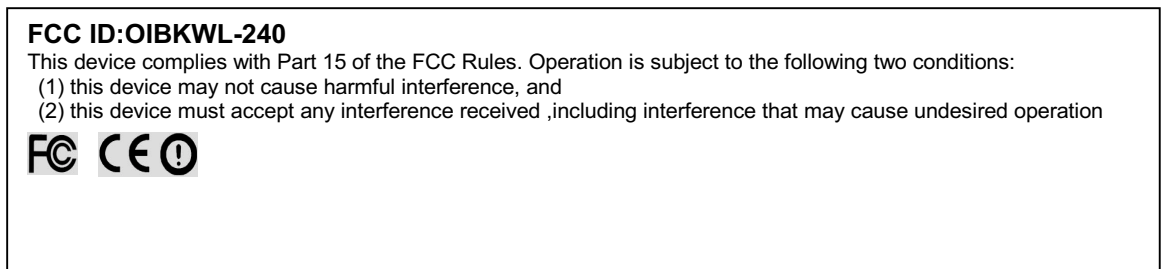 FCC ID:OIBKWL-240
This device complies with Part 15 of the FCC Rules. Operation is subject to the following two conditions:
(1) this device may not cause harmful interference, and
(2) this device must accept any interference received ,including interference that may cause undesired operation
FC CE